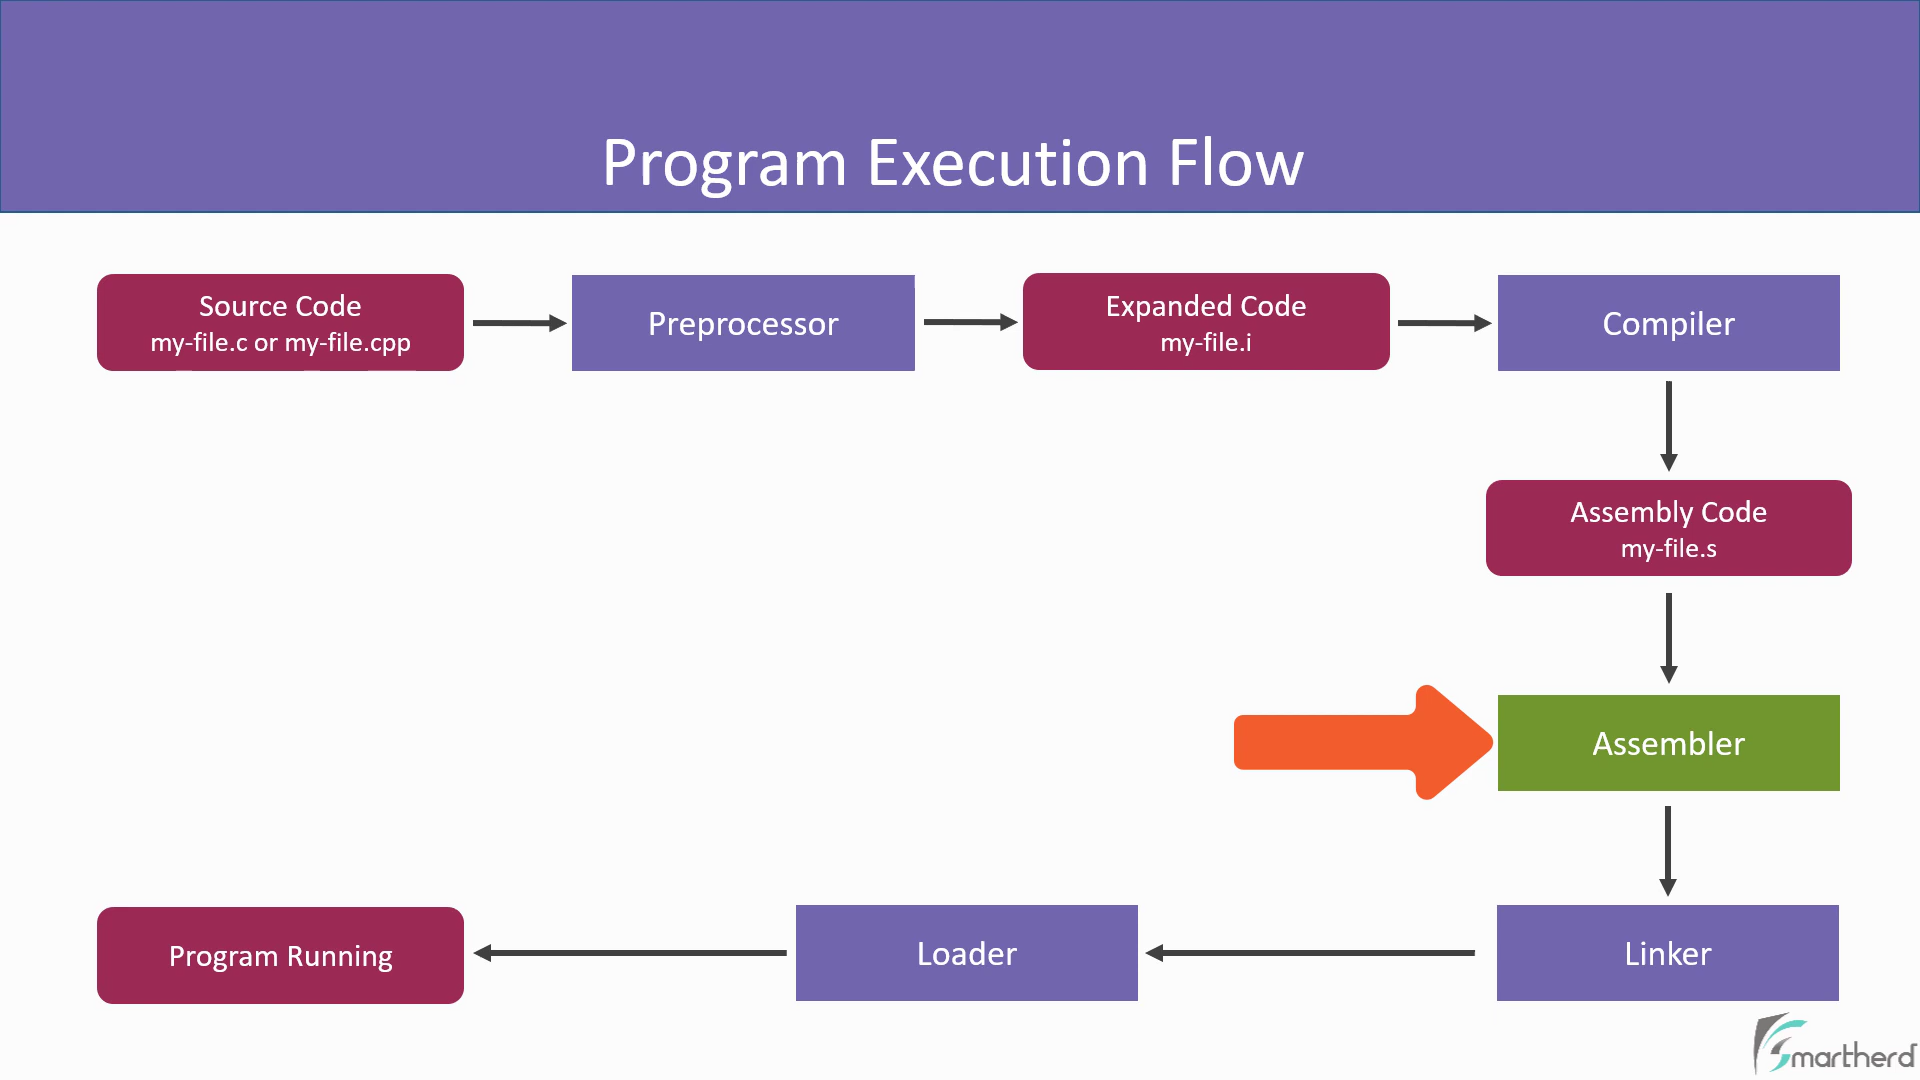 Program Execution Flow
Source Code
my-file.c or my-file.cpp
Preprocessor
Expanded Code
my-file.i
Compiler
Assembly Code
my-file.s
Assembler
Program Running
Loader
Linker
Smartherd